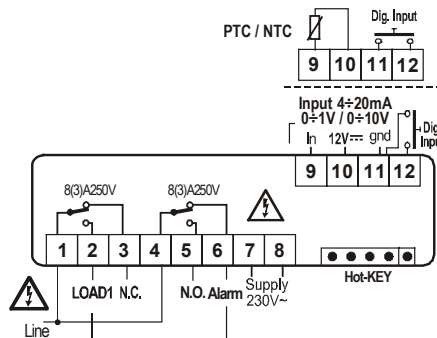 PTC / NTC
Dig. Input
9 10 11 12
Input 4÷20mA
0÷1V / 0÷10V
In 12V gnd
Dig.
Input
9 10 11 12
8(3)A250V 8(3)A250V
1 2 3 4 5 6 7 8
LOAD1 N.C. N.O. Alarm Supply
230V~
Hot-KEY
Line